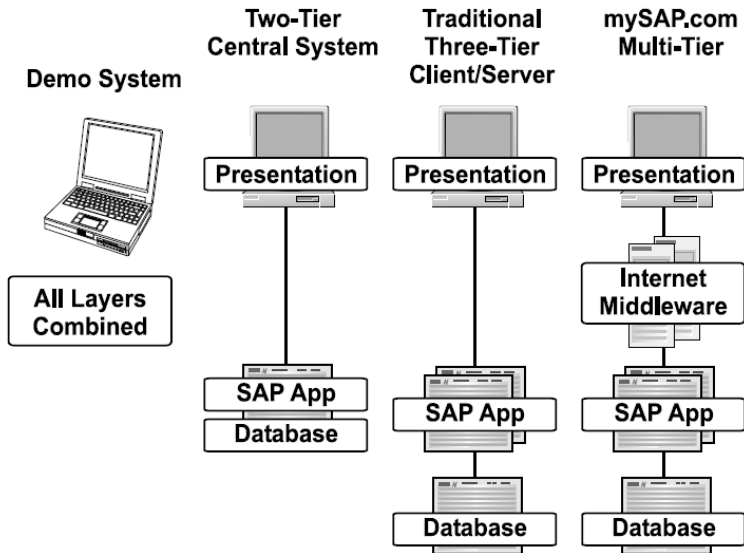 Demo System
All Layers
Combined
Two-Tier
Central System
Presentation
SAP App
Database
Traditional
Three-Tier
Client/Server
Presentation
SAP App
Database
mySAP.com
Multi-Tier
Presentation
Internet
Middleware
SAP App
Database